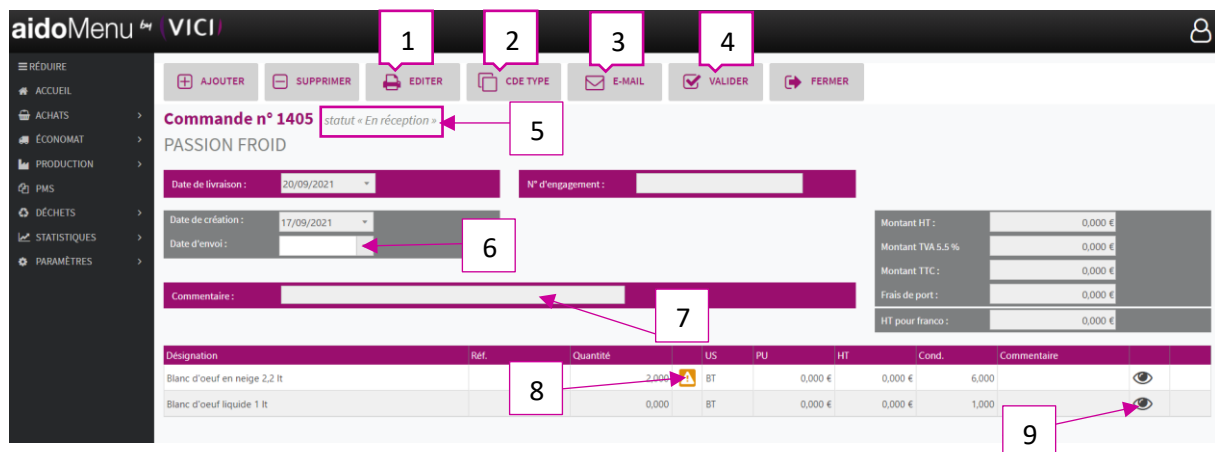 aidoMenu by (VICI)
1 2 3 4
RÉDUIRE
ACCUEIL
ACHATS
ÉCONOMAT
PRODUCTION
PMS
DÉCHETS
STATISTIQUES
PARAMÈTRES
AJOUTER SUPPRIMER EDITER CDE TYPE E-MAIL VALIDER FERMER
Commande n° 1405 statut « En réception »
5
PASSION FROID
Date de livraison : 20/09/2021 N° d'engagement :
Date de création : 17/09/2021
Date d'envoi :
6
Montant HT : 0,000 €
Montant TVA 5.5 % 0,000 €
Montant TTC : 0,000 €
Frais de port : 0,000 €
HT pour franco : 0,000 €
Commentaire :
7
Désignation Réf. Quantité US PU HT Cond. Commentaire
Blanc d'oeuf en neige 2,2 lt 2,000 BT 0,000 € 0,000 € 6,000
8
Blanc d'oeuf liquide 1 lt 0,000 BT 0,000 € 0,000 € 1,000
9